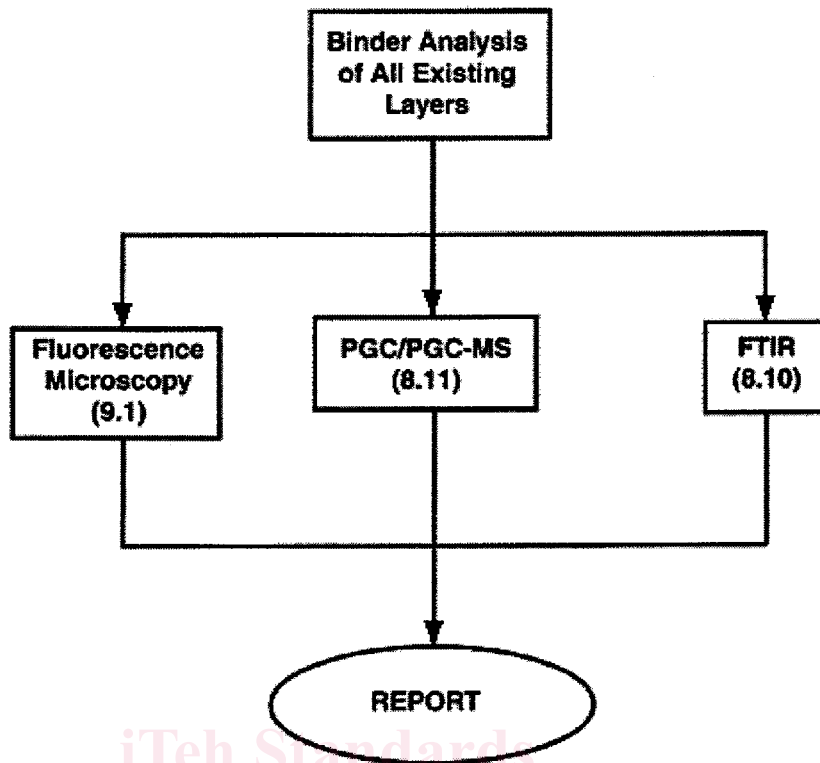 Binder Analysis
of All Existing
Layers
Fluorescence
Microscopy
(9.1)
PGC/PGC-MS
(8.11)
FTIR
(8.10)
REPORT
iTeh Standards